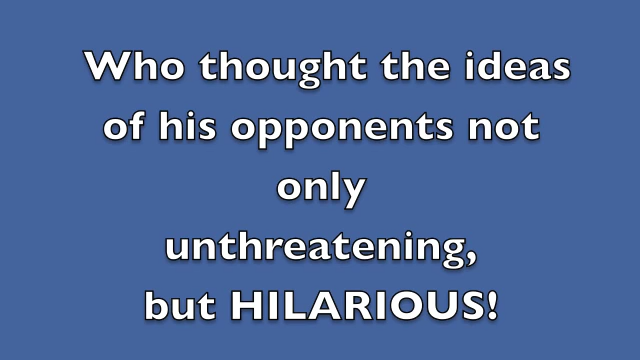 Who thought the ideas
of his opponents not
only
unthreatening,
but HILARIOUS!